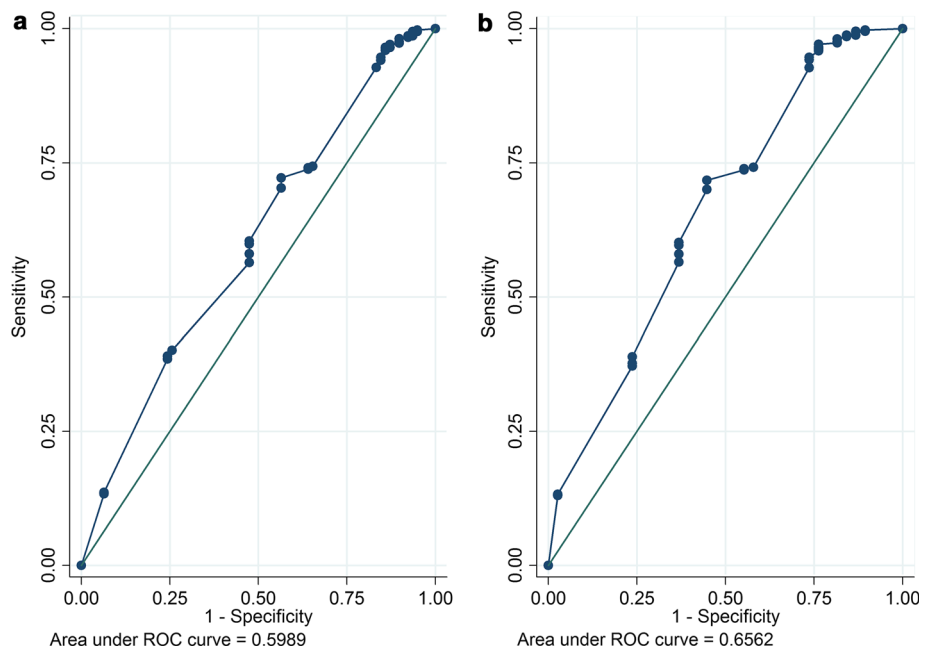 a
1.00
0.75
0.50
0.25
0.00
Sensitivity
0.00 0.25 0.50 0.75 1.00
1 - Specificity
Area under ROC curve = 0.5989
b
1.00
0.75
0.50
0.25
0.00
Sensitivity
0.00 0.25 0.50 0.75 1.00
1 - Specificity
Area under ROC curve = 0.6562